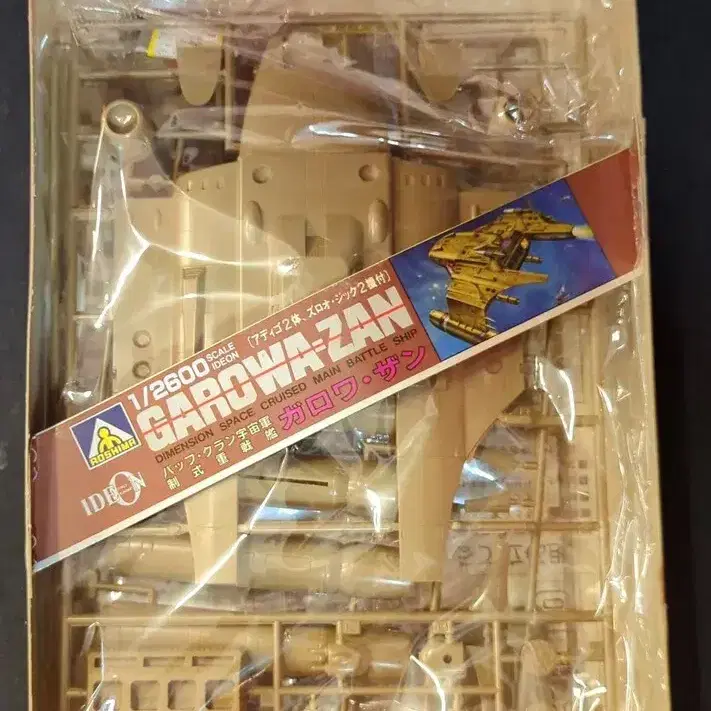 1/2600 SCALE IDEON
〔アディゴ2体、ズロオ・ジック2機付〕
GAROWA-ZAN
DIMENSION SPACE CRUISED MAIN BATTLE SHIP
バッフ・クラン宇宙軍
制式重戦艦
ガロワ・ザン
AOSHIMA
IDEON